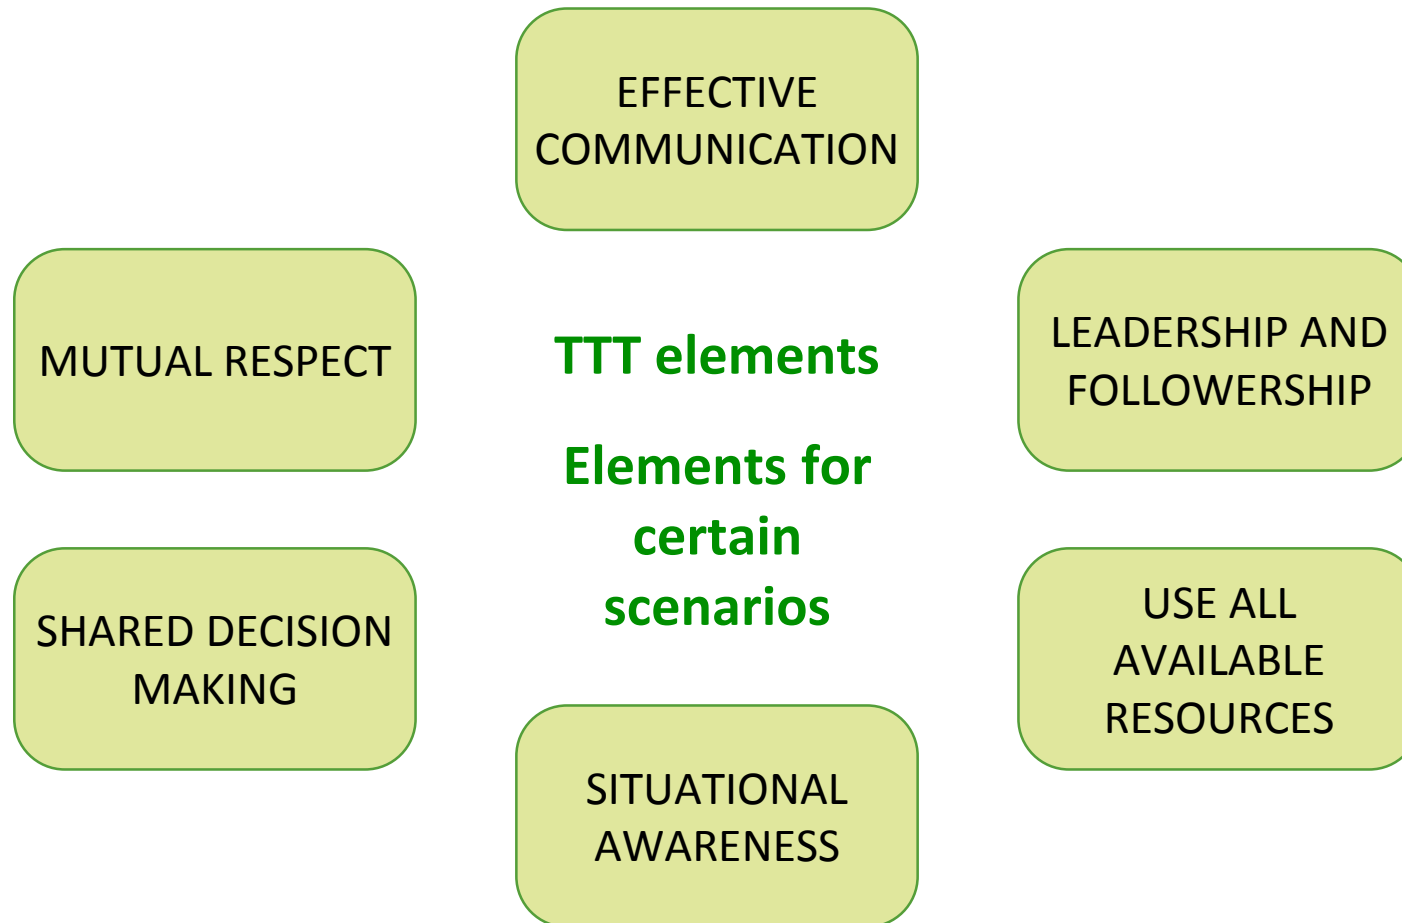 EFFECTIVE
COMMUNICATION
MUTUAL RESPECT
TTT elements
LEADERSHIP AND
FOLLOWERSHIP
Elements for
certain
scenarios
SHARED DECISION
MAKING
USE ALL
AVAILABLE
RESOURCES
SITUATIONAL
AWARENESS